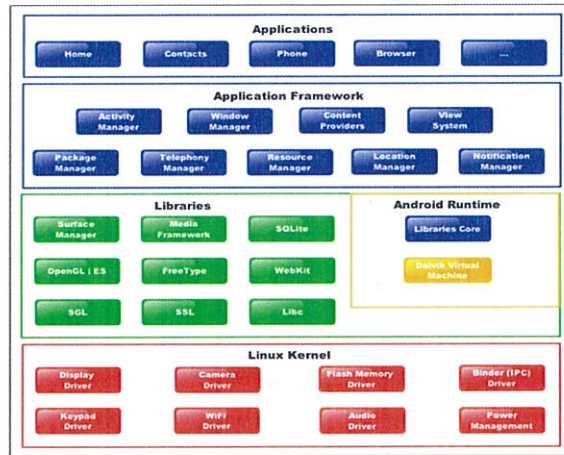 Applications
Home
Contacts
Phone
Browser
...
Application Framework
Activity
Manager
Window
Manager
Content
Providers
View
System
Package
Manager
Telephony
Manager
Resource
Manager
Location
Manager
Notification
Manager
Libraries
Surface
Manager
Media
Framework
SQLite
OpenGL | ES
FreeType
WebKit
SGL
SSL
Libc
Android Runtime
Libraries Core
Dalvik Virtual
Machine
Linux Kernel
Display
Driver
Camera
Driver
Flash Memory
Driver
Binder (IPC)
Driver
Keypad
Driver
WiFi
Driver
Audio
Driver
Power
Management